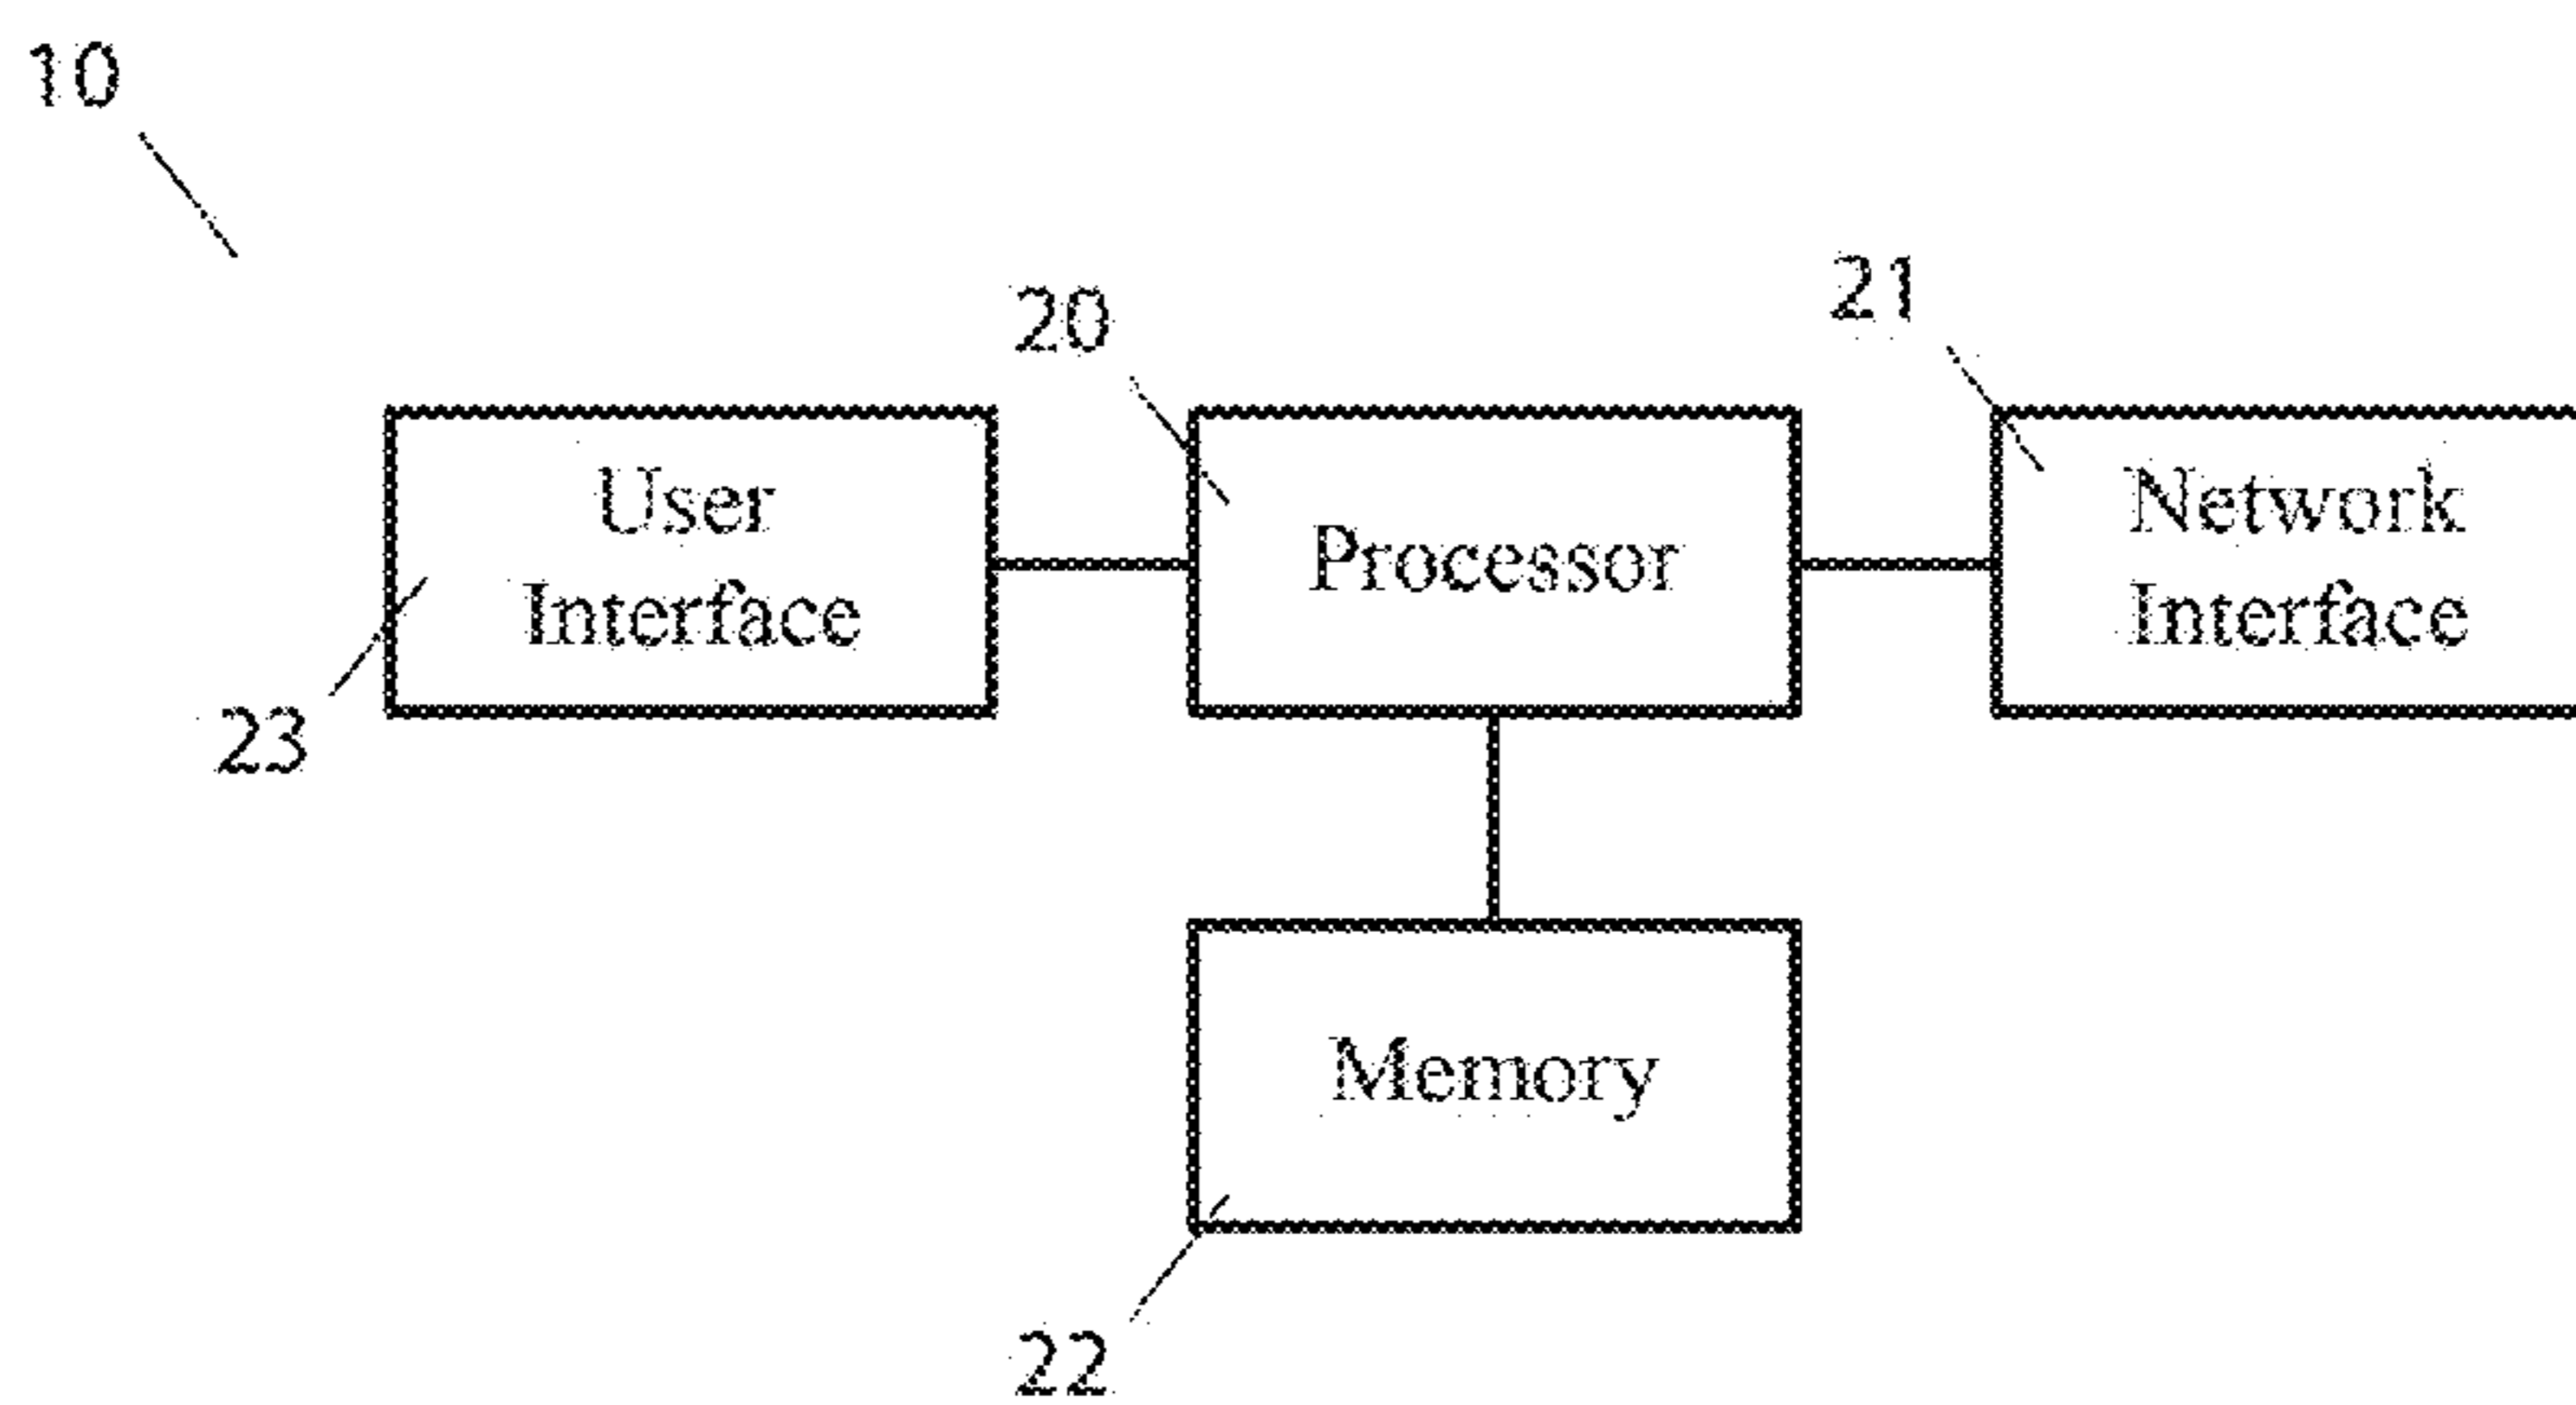 10
20
21
User
Interface
Processor
Network
Interface
23
Memory
22